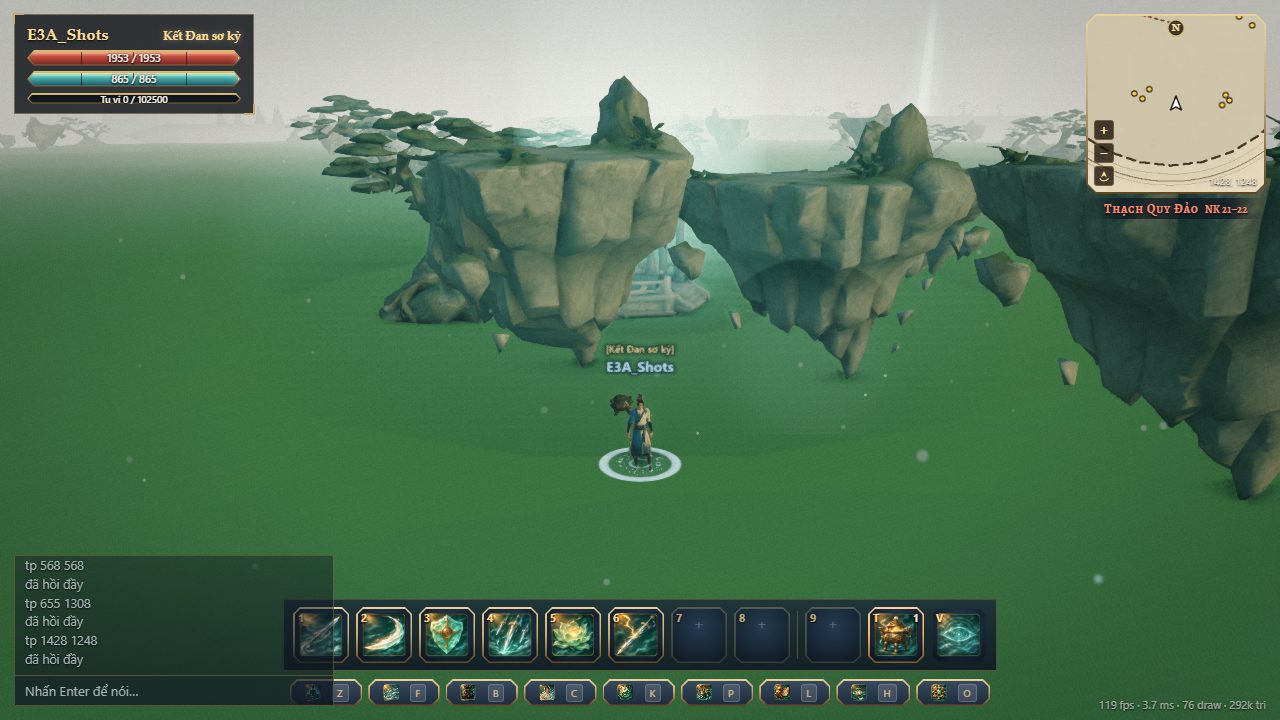 E3A_Shots
Kết Đan sơ kỳ
1953 / 1953
865 / 865
Tu vi 0 / 102500
N
+
−
1428, 1248
Thạch Quy Đảo NK 21–22
[Kết Đan sơ kỳ]
E3A_Shots
tp 568 568
đã hồi đầy
tp 655 1308
đã hồi đầy
tp 1428 1248
đã hồi đầy
Nhấn Enter để nói...
1 2 3 4 5 6 7 + 8 + 9 + T 1 V
Z F B C K P L H O
119 fps · 3.7 ms · 76 draw · 292k tri